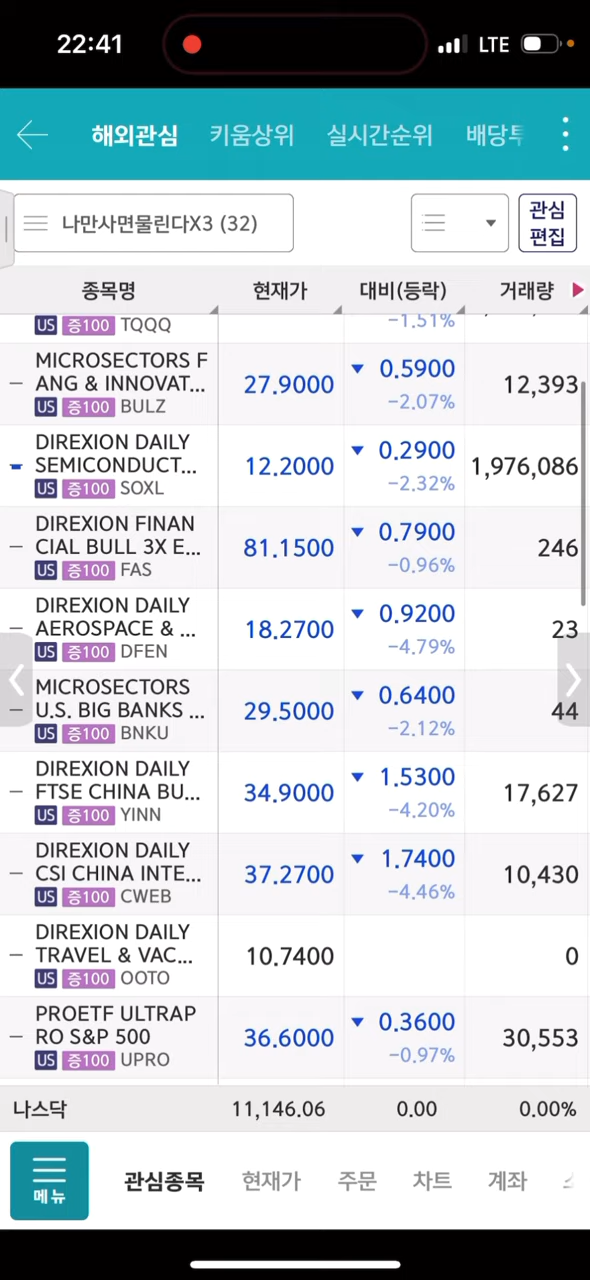 22:41
LTE
해외관심 키움상위 실시간순위 배당투
나만사면물린다X3 (32)
관심
편집
종목명 현재가 대비(등락) 거래량
US 증100 TQQQ -1.51%
MICROSECTORS F
ANG & INNOVAT...
US 증100 BULZ
27.9000 ▼ 0.5900 12,393
-2.07%
DIREXION DAILY
SEMICONDUCT...
US 증100 SOXL
12.2000 ▼ 0.2900 1,976,086
-2.32%
DIREXION FINAN
CIAL BULL 3X E...
US 증100 FAS
81.1500 ▼ 0.7900 246
-0.96%
DIREXION DAILY
AEROSPACE & ...
US 증100 DFEN
18.2700 ▼ 0.9200 23
-4.79%
MICROSECTORS
U.S. BIG BANKS ...
US 증100 BNKU
29.5000 ▼ 0.6400 44
-2.12%
DIREXION DAILY
FTSE CHINA BU...
US 증100 YINN
34.9000 ▼ 1.5300 17,627
-4.20%
DIREXION DAILY
CSI CHINA INTE...
US 증100 CWEB
37.2700 ▼ 1.7400 10,430
-4.46%
DIREXION DAILY
TRAVEL & VAC...
US 증100 OOTO
10.7400 0
PROETF ULTRAP
RO S&P 500
US 증100 UPRO
36.6000 ▼ 0.3600 30,553
-0.97%
나스닥 11,146.06 0.00 0.00%
메뉴
관심종목 현재가 주문 차트 계좌